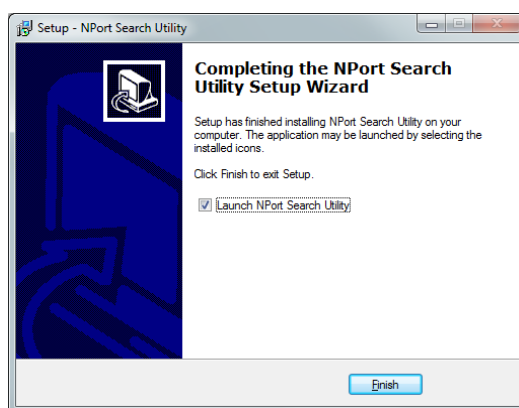 Setup - NPort Search Utility
Completing the NPort Search
Utility Setup Wizard
Setup has finished installing NPort Search Utility on your
computer. The application may be launched by selecting the
installed icons.
Click Finish to exit Setup.
Launch NPort Search Utility
Finish